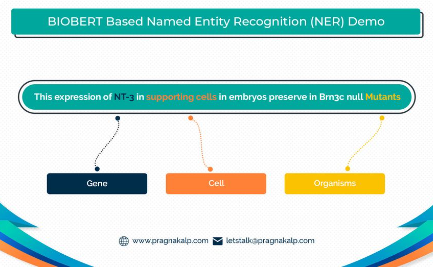 BIOBERT Based Named Entity Recognition (NER) Demo
This expression of NT-3 in supporting cells in embryos preserve in Brn3c null Mutants
Gene Cell Organisms
www.pragnakalp.com letstalk@pragnakalp.com